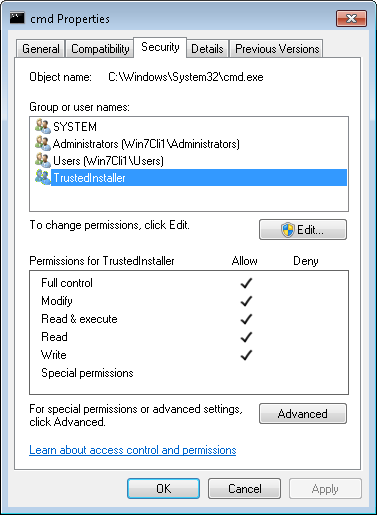 cmd Properties
General Compatibility Security Details Previous Versions
Object name: C:\Windows\System32\cmd.exe
Group or user names:
SYSTEM
Administrators (Win7Cli1\Administrators)
Users (Win7Cli1\Users)
TrustedInstaller
To change permissions, click Edit.
Edit...
Permissions for TrustedInstaller Allow Deny
Full control
Modify
Read & execute
Read
Write
Special permissions
For special permissions or advanced settings,
click Advanced.
Advanced
Learn about access control and permissions
OK Cancel Apply